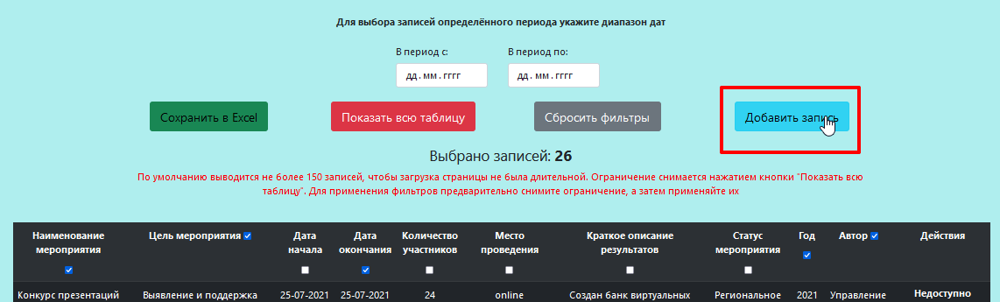 Для выбора записей определённого периода укажите диапазон дат
В период с: В период по:
дд.мм.гггг дд.мм.гггг
Сохранить в Excel Показать всю таблицу Сбросить фильтры Добавить запись
Выбрано записей: 26
По умолчанию выводится не более 150 записей, чтобы загрузка страницы не была длительной. Ограничение снимается нажатием кнопки "Показать всю
таблицу". Для применения фильтров предварительно снимите ограничение, а затем применяйте их
Наименование Цель мероприятия Дата Дата Количество Место Краткое описание Статус Год Автор Действия
мероприятия начала окончания участников проведения результатов мероприятия
Конкурс презентаций Выявление и поддержка 25-07-2021 25-07-2021 24 online Создан банк виртуальных Региональное 2021 Управление Недоступно